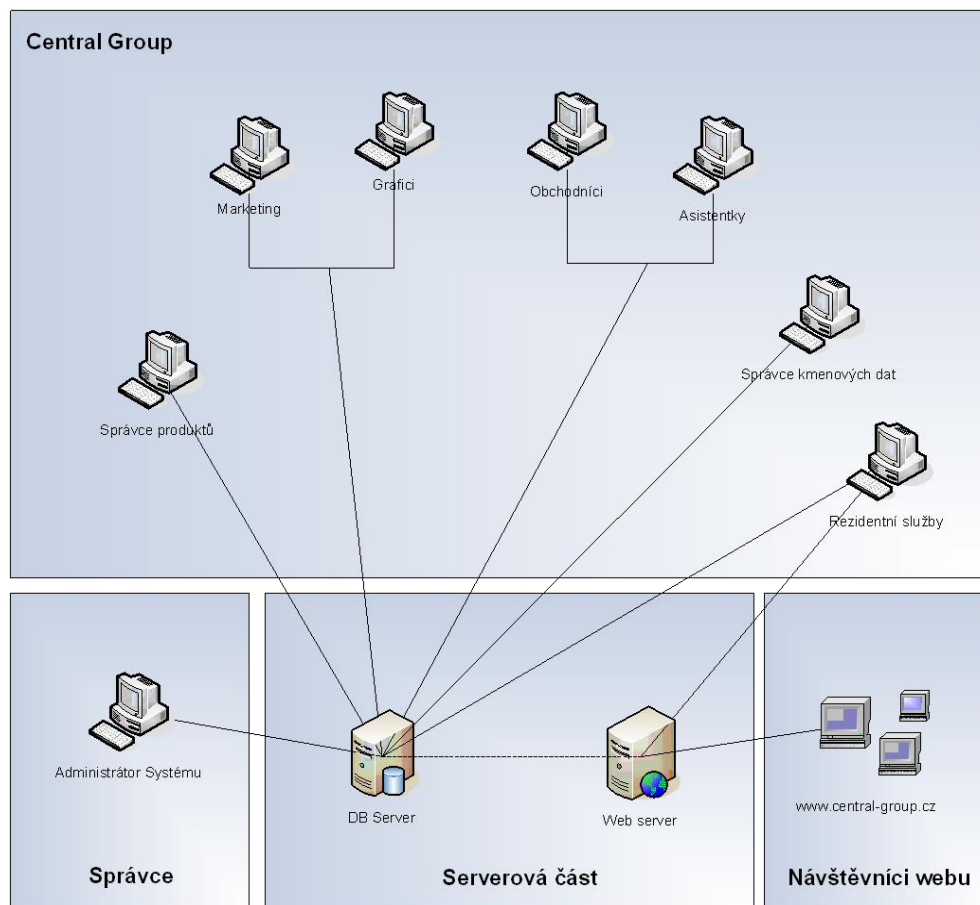 Central Group
Grafici
Marketing
Obchodníci
Asistentky
Správce kmenových dat
Správce produktů
Rezidentní služby
Administrátor Systému
DB Server
Web server
www.central-group.cz
Správce
Serverová část
Návštěvníci webu